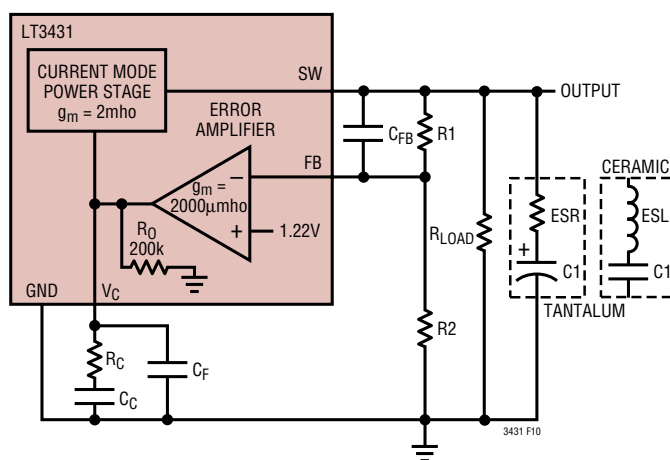 LT3431
CURRENT MODE
POWER STAGE
gm = 2mho
SW
OUTPUT
ERROR
AMPLIFIER
CFB
R1
FB
CERAMIC
gm =
2000µmho
–
+
1.22V
RO
200k
RLOAD
ESR
ESL
+
C1
C1
TANTALUM
GND
VC
R2
RC
CF
CC
3431 F10